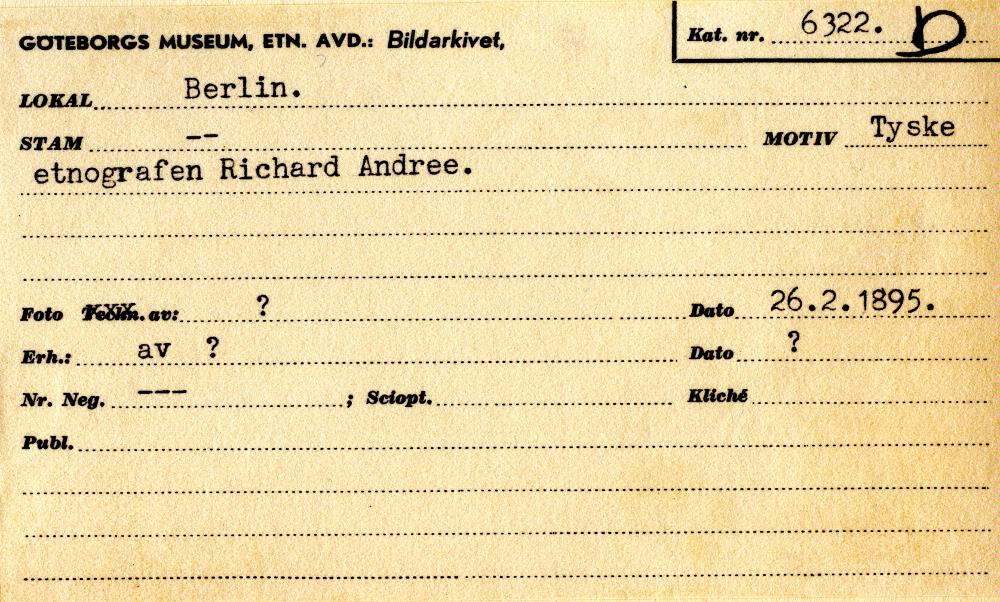 GÖTEBORGS MUSEUM, ETN. AVD.: Bildarkivet,
Kat. nr. 6322. b
LOKAL Berlin.
STAM -- MOTIV Tyske
etnografen Richard Andree.
Foto Teckn. av: ? Dato 26.2.1895.
Erh.: av ? Dato ?
Nr. Neg. --- ; Sciopt. Kliché
Publ.